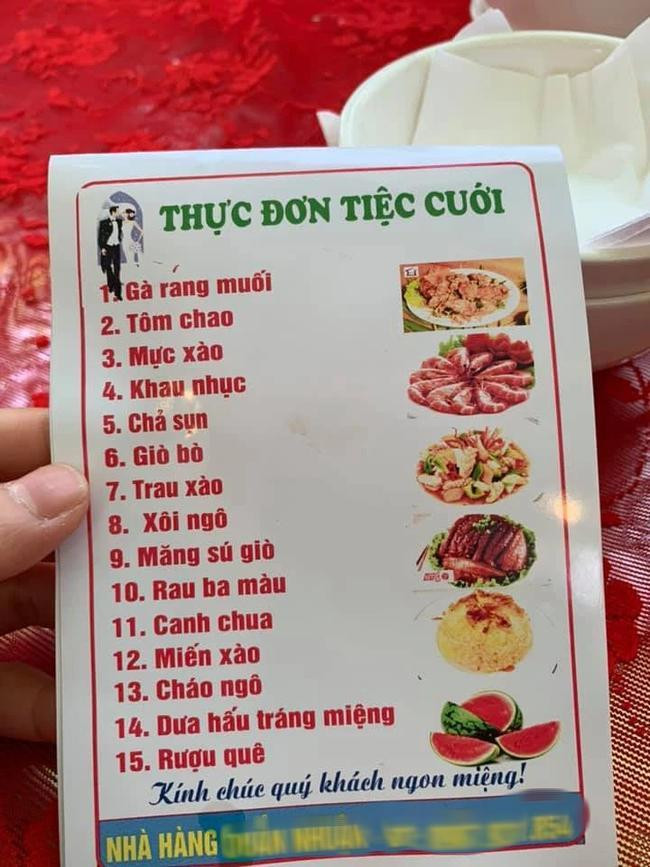 THỰC ĐƠN TIỆC CƯỚI
1. Gà rang muối
2. Tôm chao
3. Mực xào
4. Khau nhục
5. Chả sụn
6. Giò bò
7. Trau xào
8. Xôi ngô
9. Măng sú giò
10. Rau ba màu
11. Canh chua
12. Miến xào
13. Cháo ngô
14. Dưa hấu tráng miệng
15. Rượu quê
Kính chúc quý khách ngon miệng!
NHÀ HÀNG